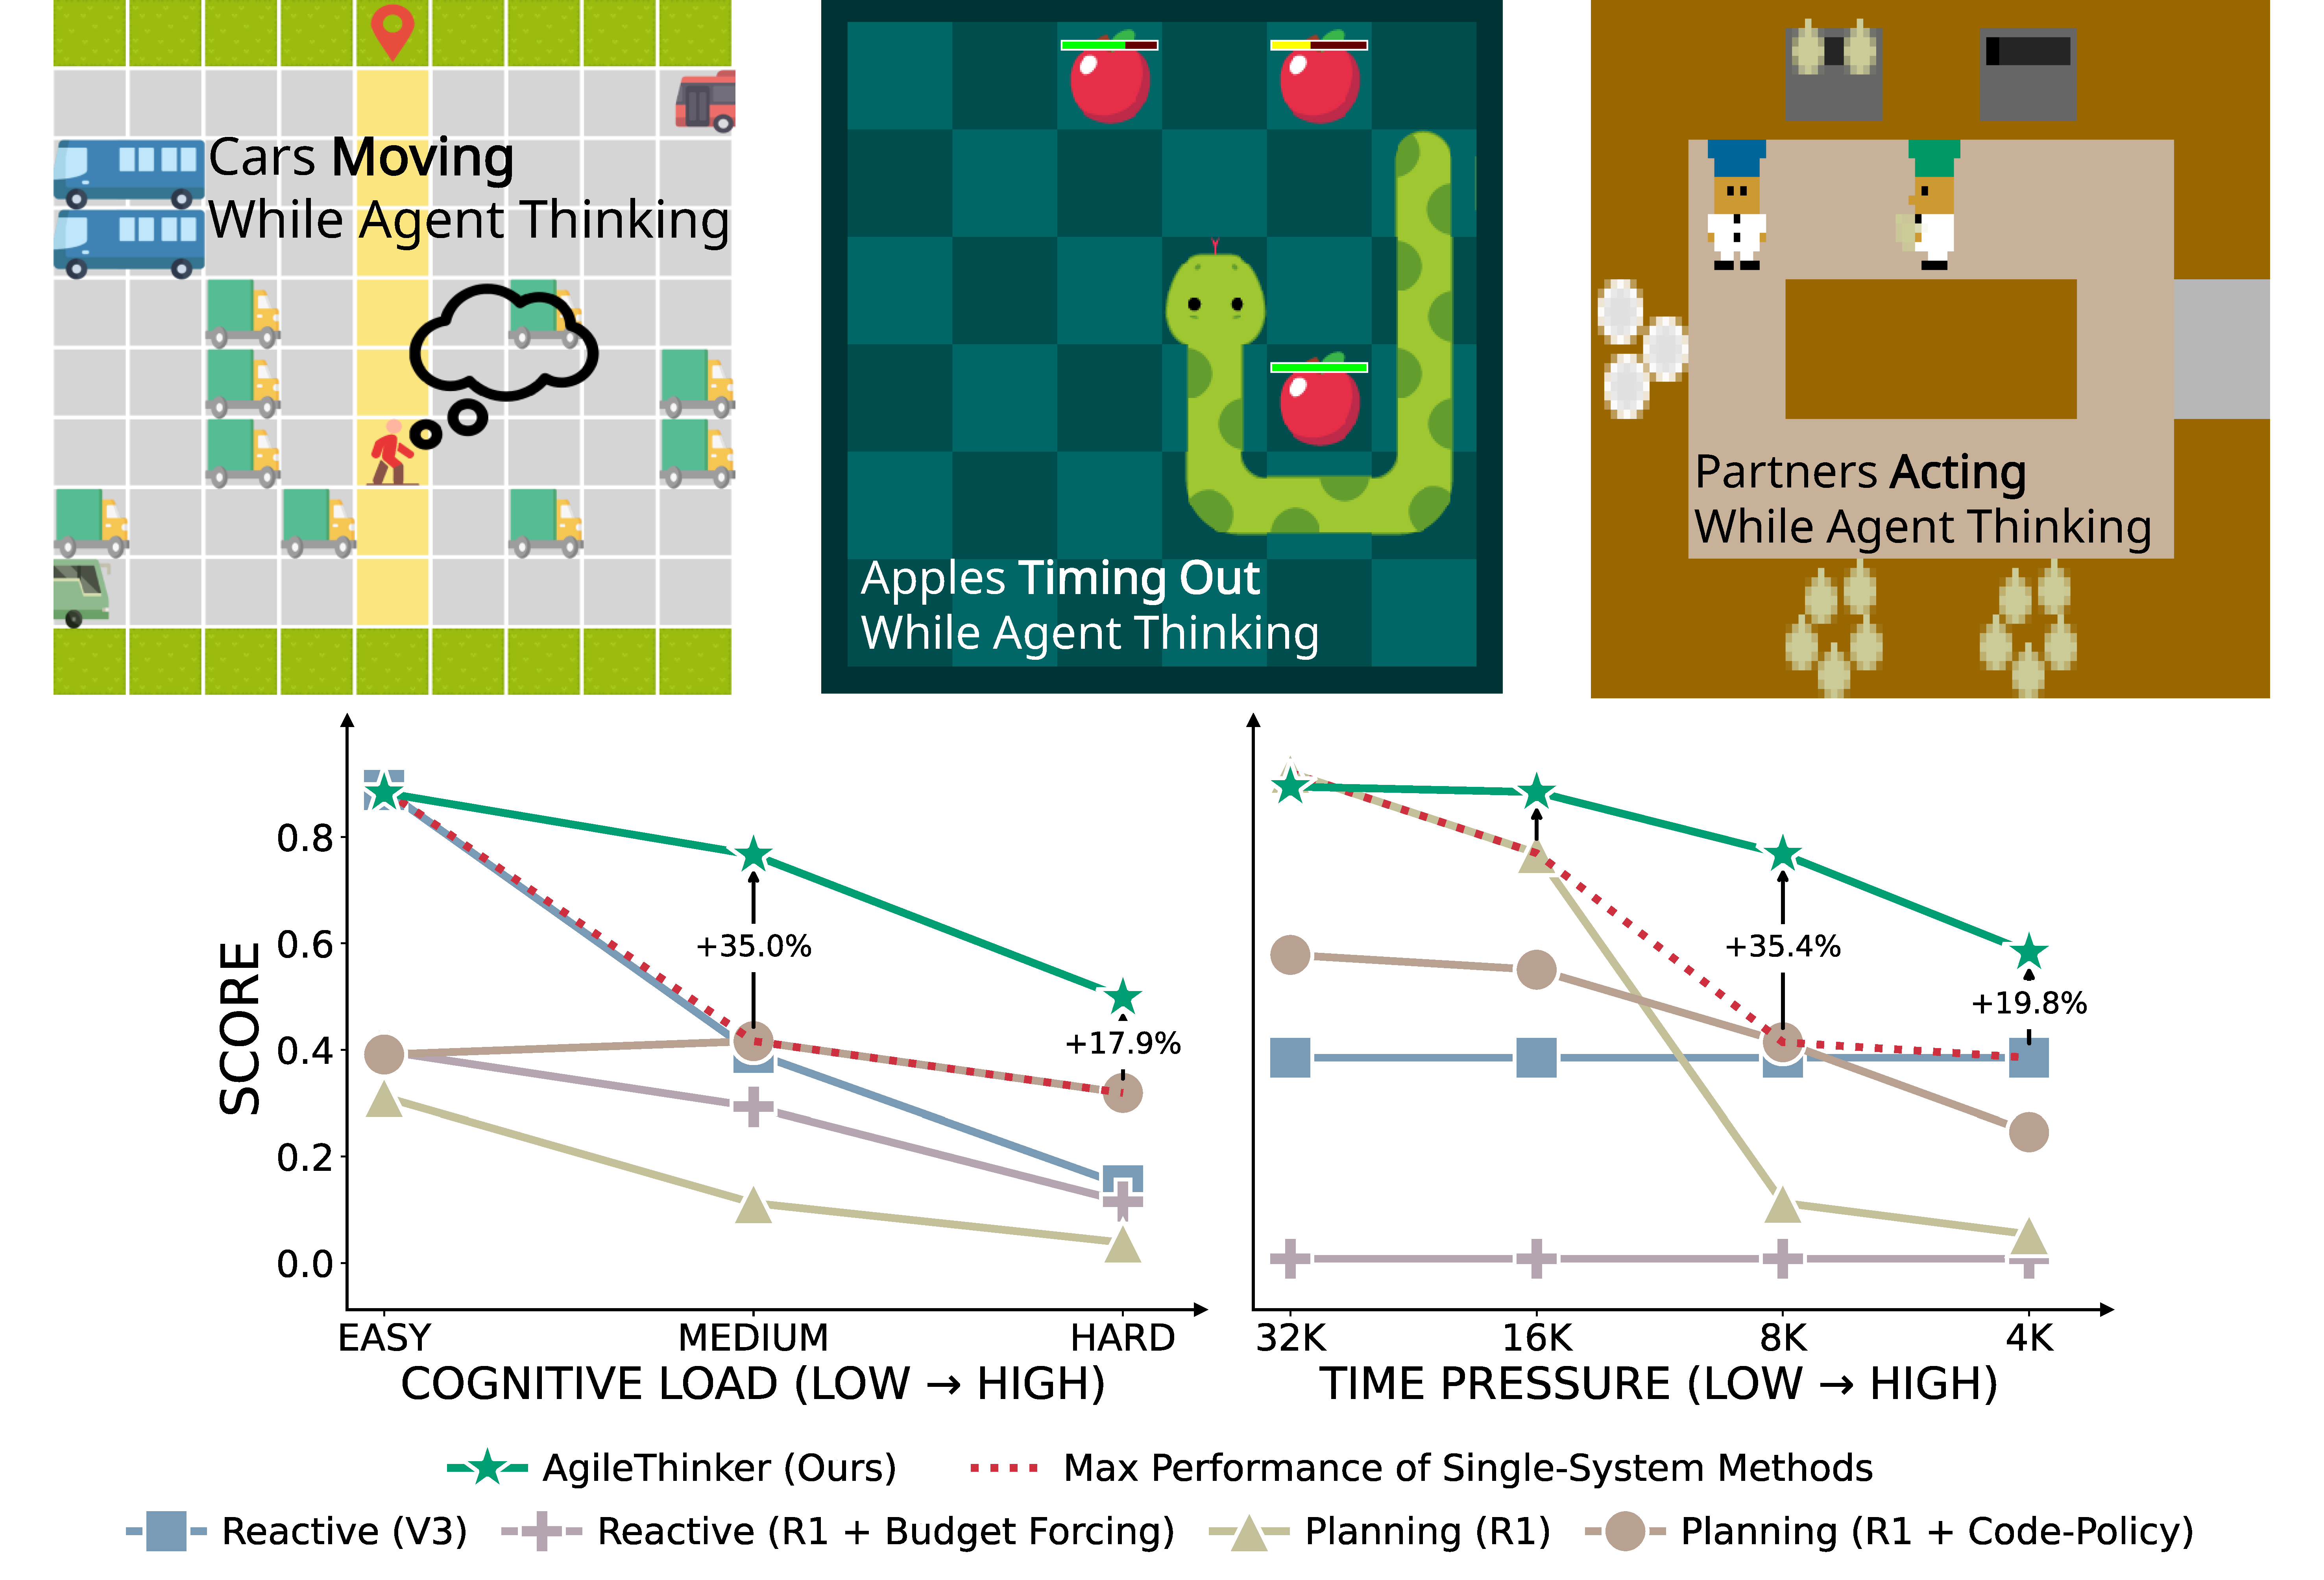 Cars Moving
While Agent Thinking
Apples Timing Out
While Agent Thinking
Partners Acting
While Agent Thinking
SCORE
0.8
0.6
0.4
0.2
0.0
+35.0%
+17.9%
EASY
MEDIUM
HARD
COGNITIVE LOAD (LOW → HIGH)
+35.4%
+19.8%
32K
16K
8K
4K
TIME PRESSURE (LOW → HIGH)
AgileThinker (Ours)
Max Performance of Single-System Methods
Reactive (V3)
Reactive (R1 + Budget Forcing)
Planning (R1)
Planning (R1 + Code-Policy)